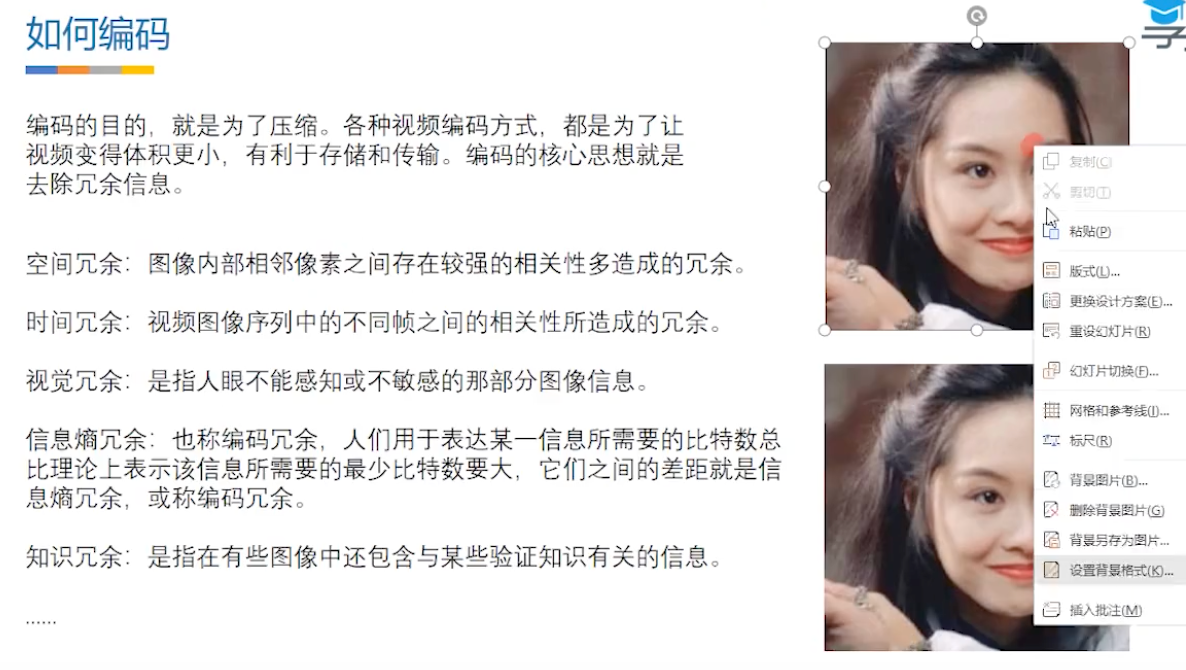 如何编码
编码的目的，就是为了压缩。各种视频编码方式，都是为了让
视频变得体积更小，有利于存储和传输。编码的核心思想就是
去除冗余信息。
空间冗余：图像内部相邻像素之间存在较强的相关性多造成的冗余。
时间冗余：视频图像序列中的不同帧之间的相关性所造成的冗余。
视觉冗余：是指人眼不能感知或不敏感的那部分图像信息。
信息熵冗余：也称编码冗余，人们用于表达某一信息所需要的比特数总
比理论上表示该信息所需要的最少比特数要大，它们之间的差距就是信
息熵冗余，或称编码冗余。
知识冗余：是指在有些图像中还包含与某些验证知识有关的信息。
......
复制(C)
剪切(T)
粘贴(P)
版式(L)...
更换设计方案(E)...
重设幻灯片(R)
幻灯片切换(F)...
网格和参考线(I)...
标尺(R)
背景图片(B)...
删除背景图片(G)
背景另存为图片...
设置背景格式(K)...
插入批注(M)